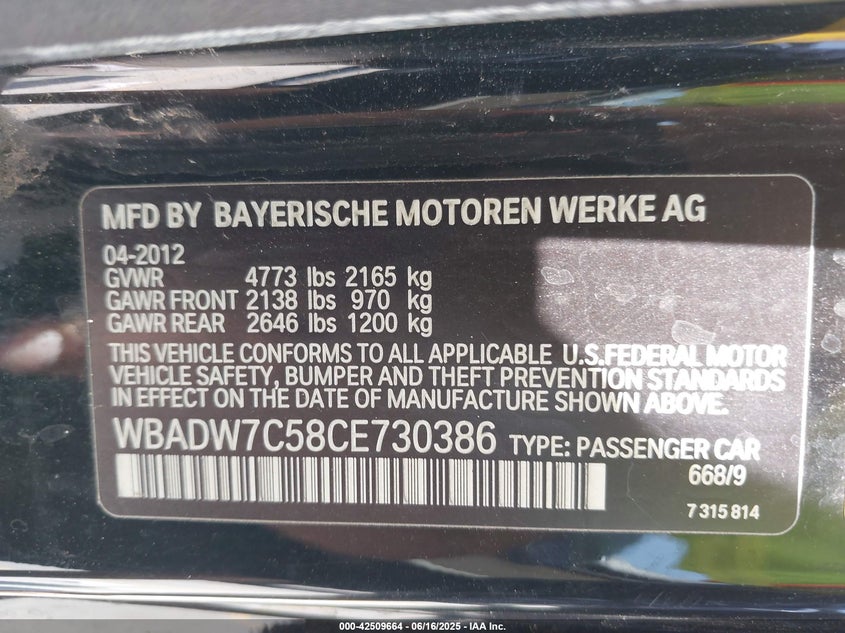 MFD BY BAYERISCHE MOTOREN WERKE AG
04-2012
GVWR 4773 lbs 2165 kg
GAWR FRONT 2138 lbs 970 kg
GAWR REAR 2646 lbs 1200 kg
THIS VEHICLE CONFORMS TO ALL APPLICABLE U.S.FEDERAL MOTOR
VEHICLE SAFETY, BUMPER AND THEFT PREVENTION STANDARDS
IN EFFECT ON THE DATE OF MANUFACTURE SHOWN ABOVE.
WBADW7C58CE730386 TYPE: PASSENGER CAR
668/9
7 315 814
000-42509664 - 06/16/2025 - IAA Inc.